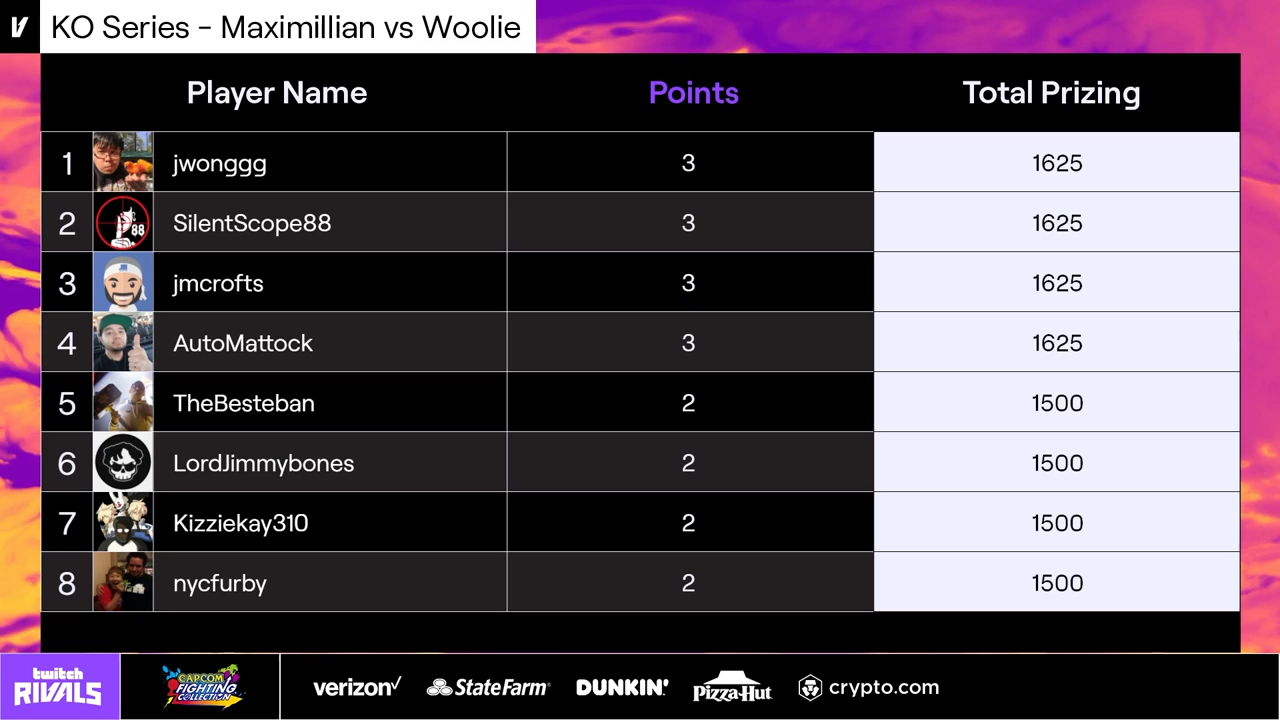 KO Series - Maximillian vs Woolie
Player Name Points Total Prizing
1 jwonggg 3 1625
2 88 SilentScope88 3 1625
3 jmcrofts 3 1625
4 AutoMattock 3 1625
5 TheBesteban 2 1500
6 LordJimmybones 2 1500
7 Kizziekay310 2 1500
8 nycfurby 2 1500
twitch
RIVALS
CAPCOM
FIGHTING
COLLECTION
verizon StateFarm DUNKIN' Pizza Hut crypto.com